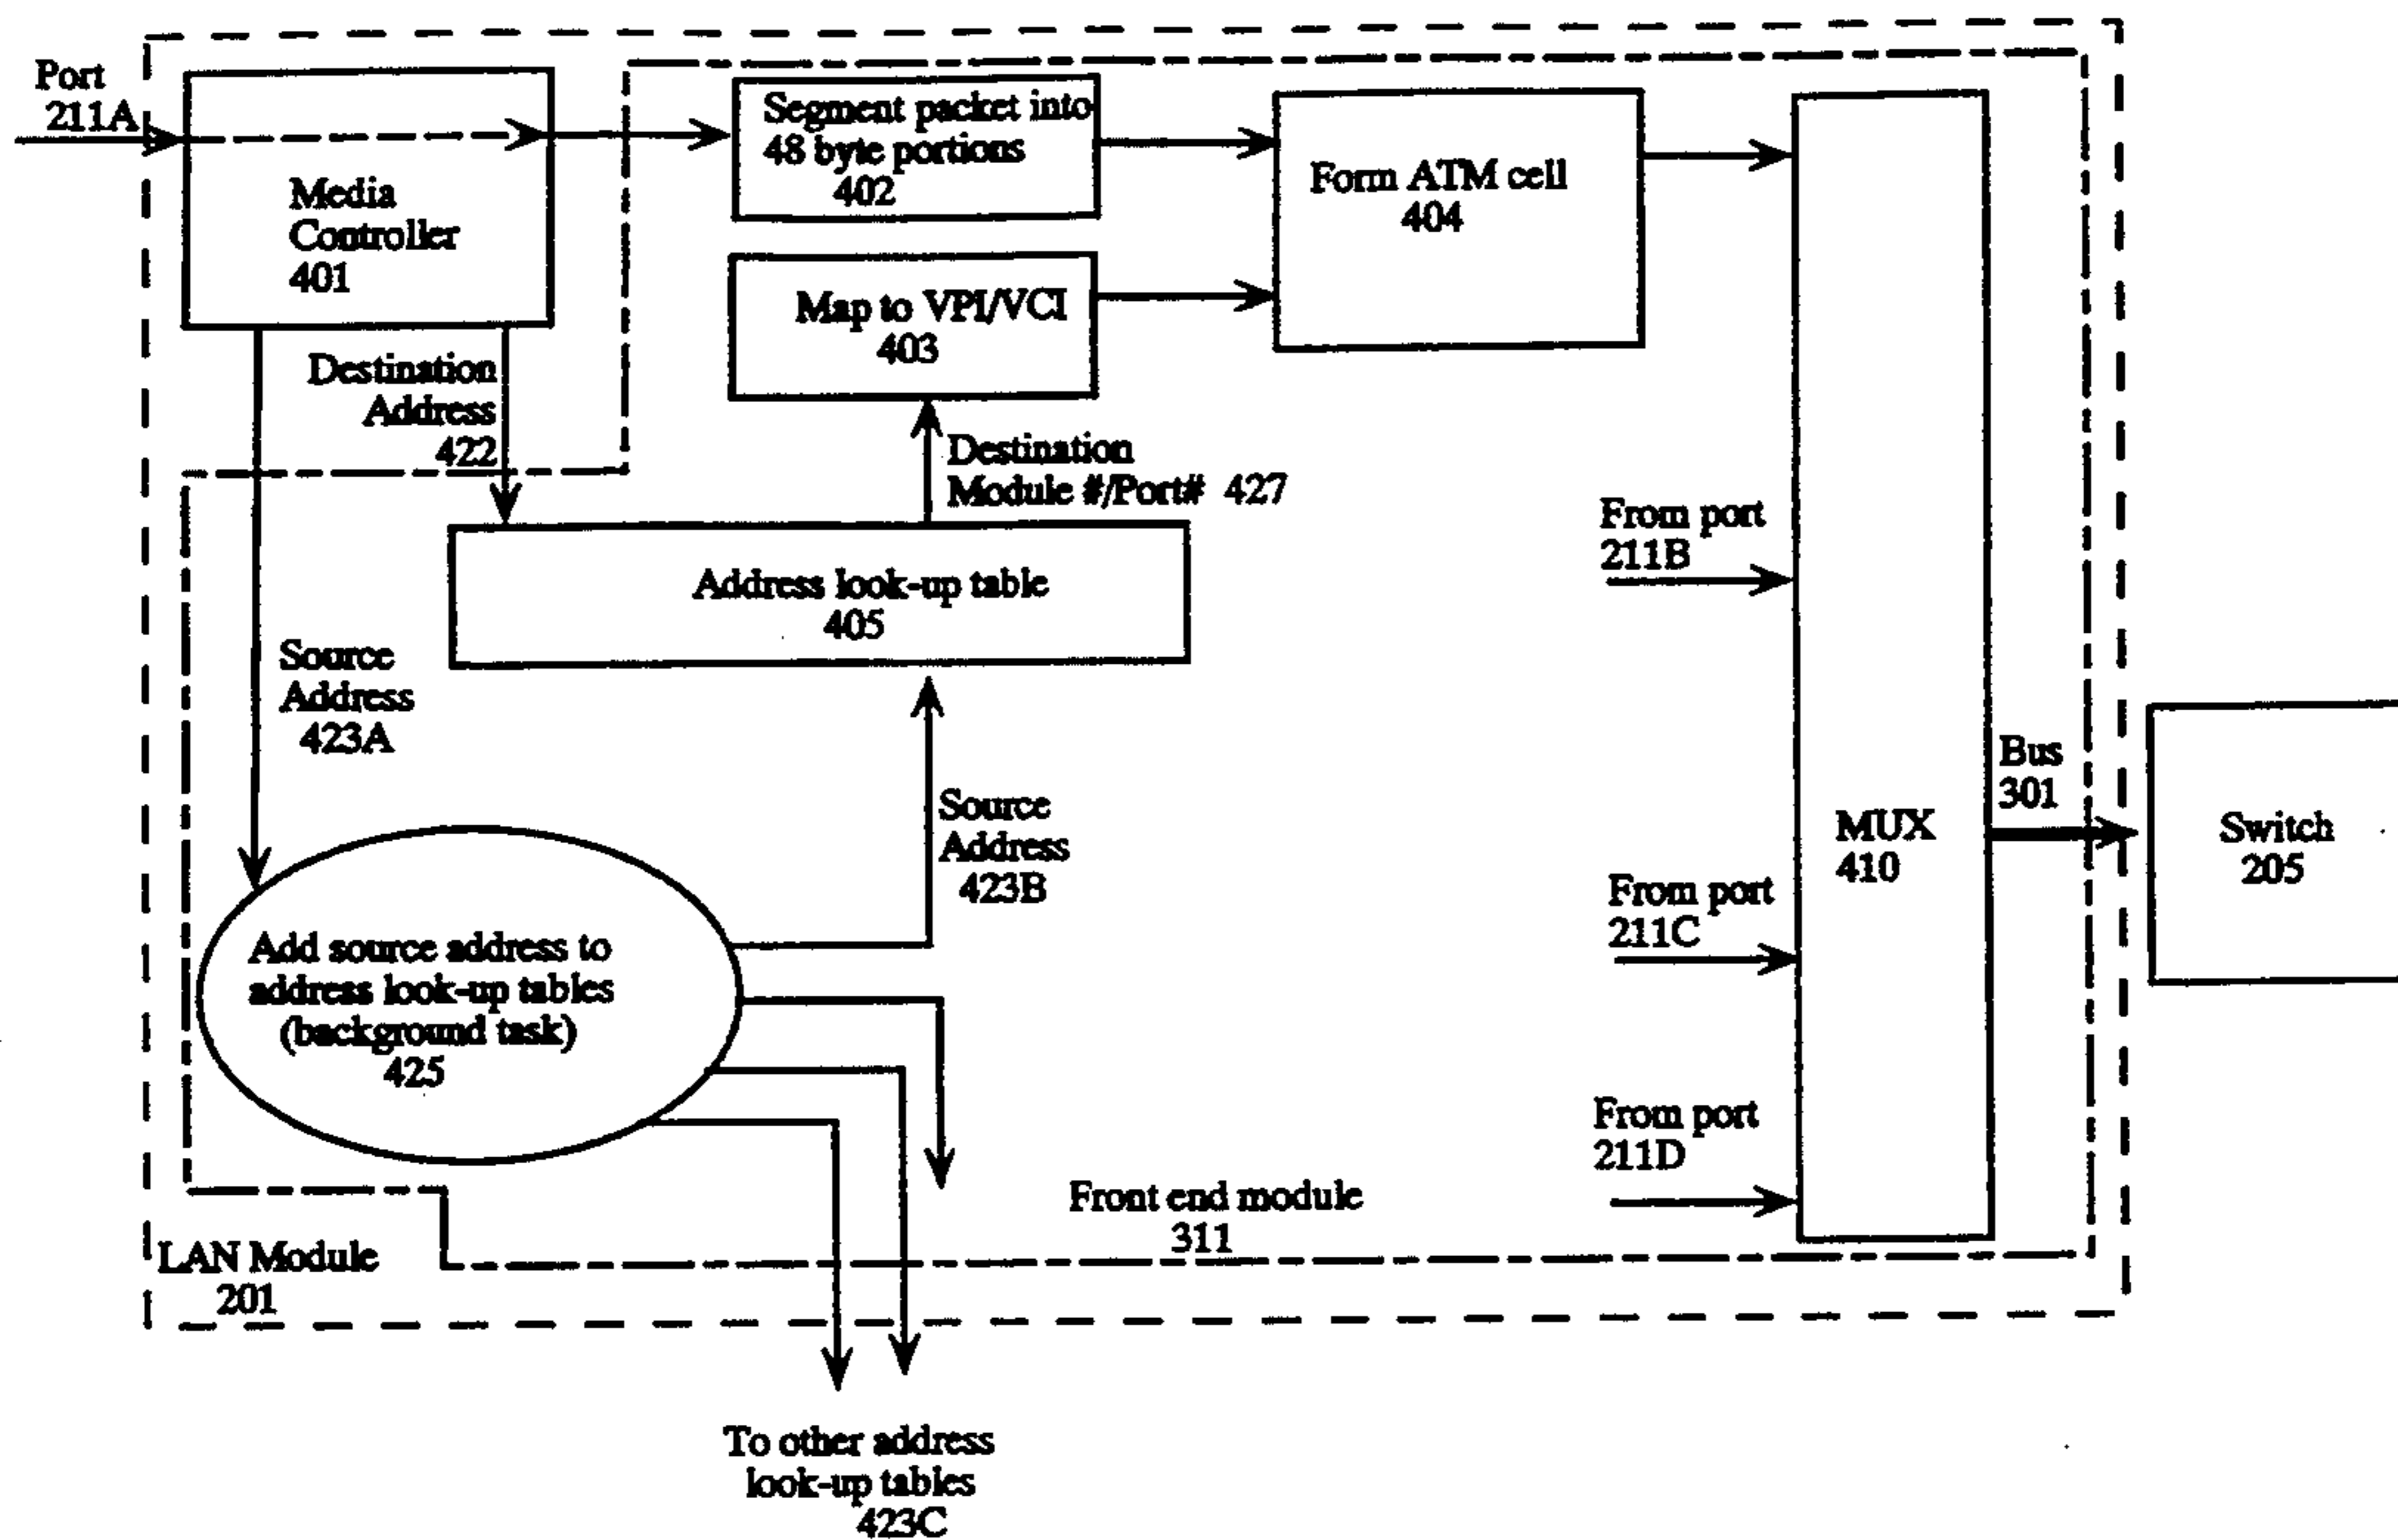 Port
211A
Media
Controller
401
Segment packet into
48 byte portions
402
Form ATM cell
404
Map to VPI/VCI
403
Destination
Address
422
Destination
Module #/Port# 427
Address look-up table
405
From port
211B
Source
Address
423A
Source
Address
423B
Bus
301
MUX
410
Switch
205
From port
211C
Add source address to
address look-up tables
(background task)
425
From port
211D
Front end module
311
LAN Module
201
To other address
look-up tables
423C